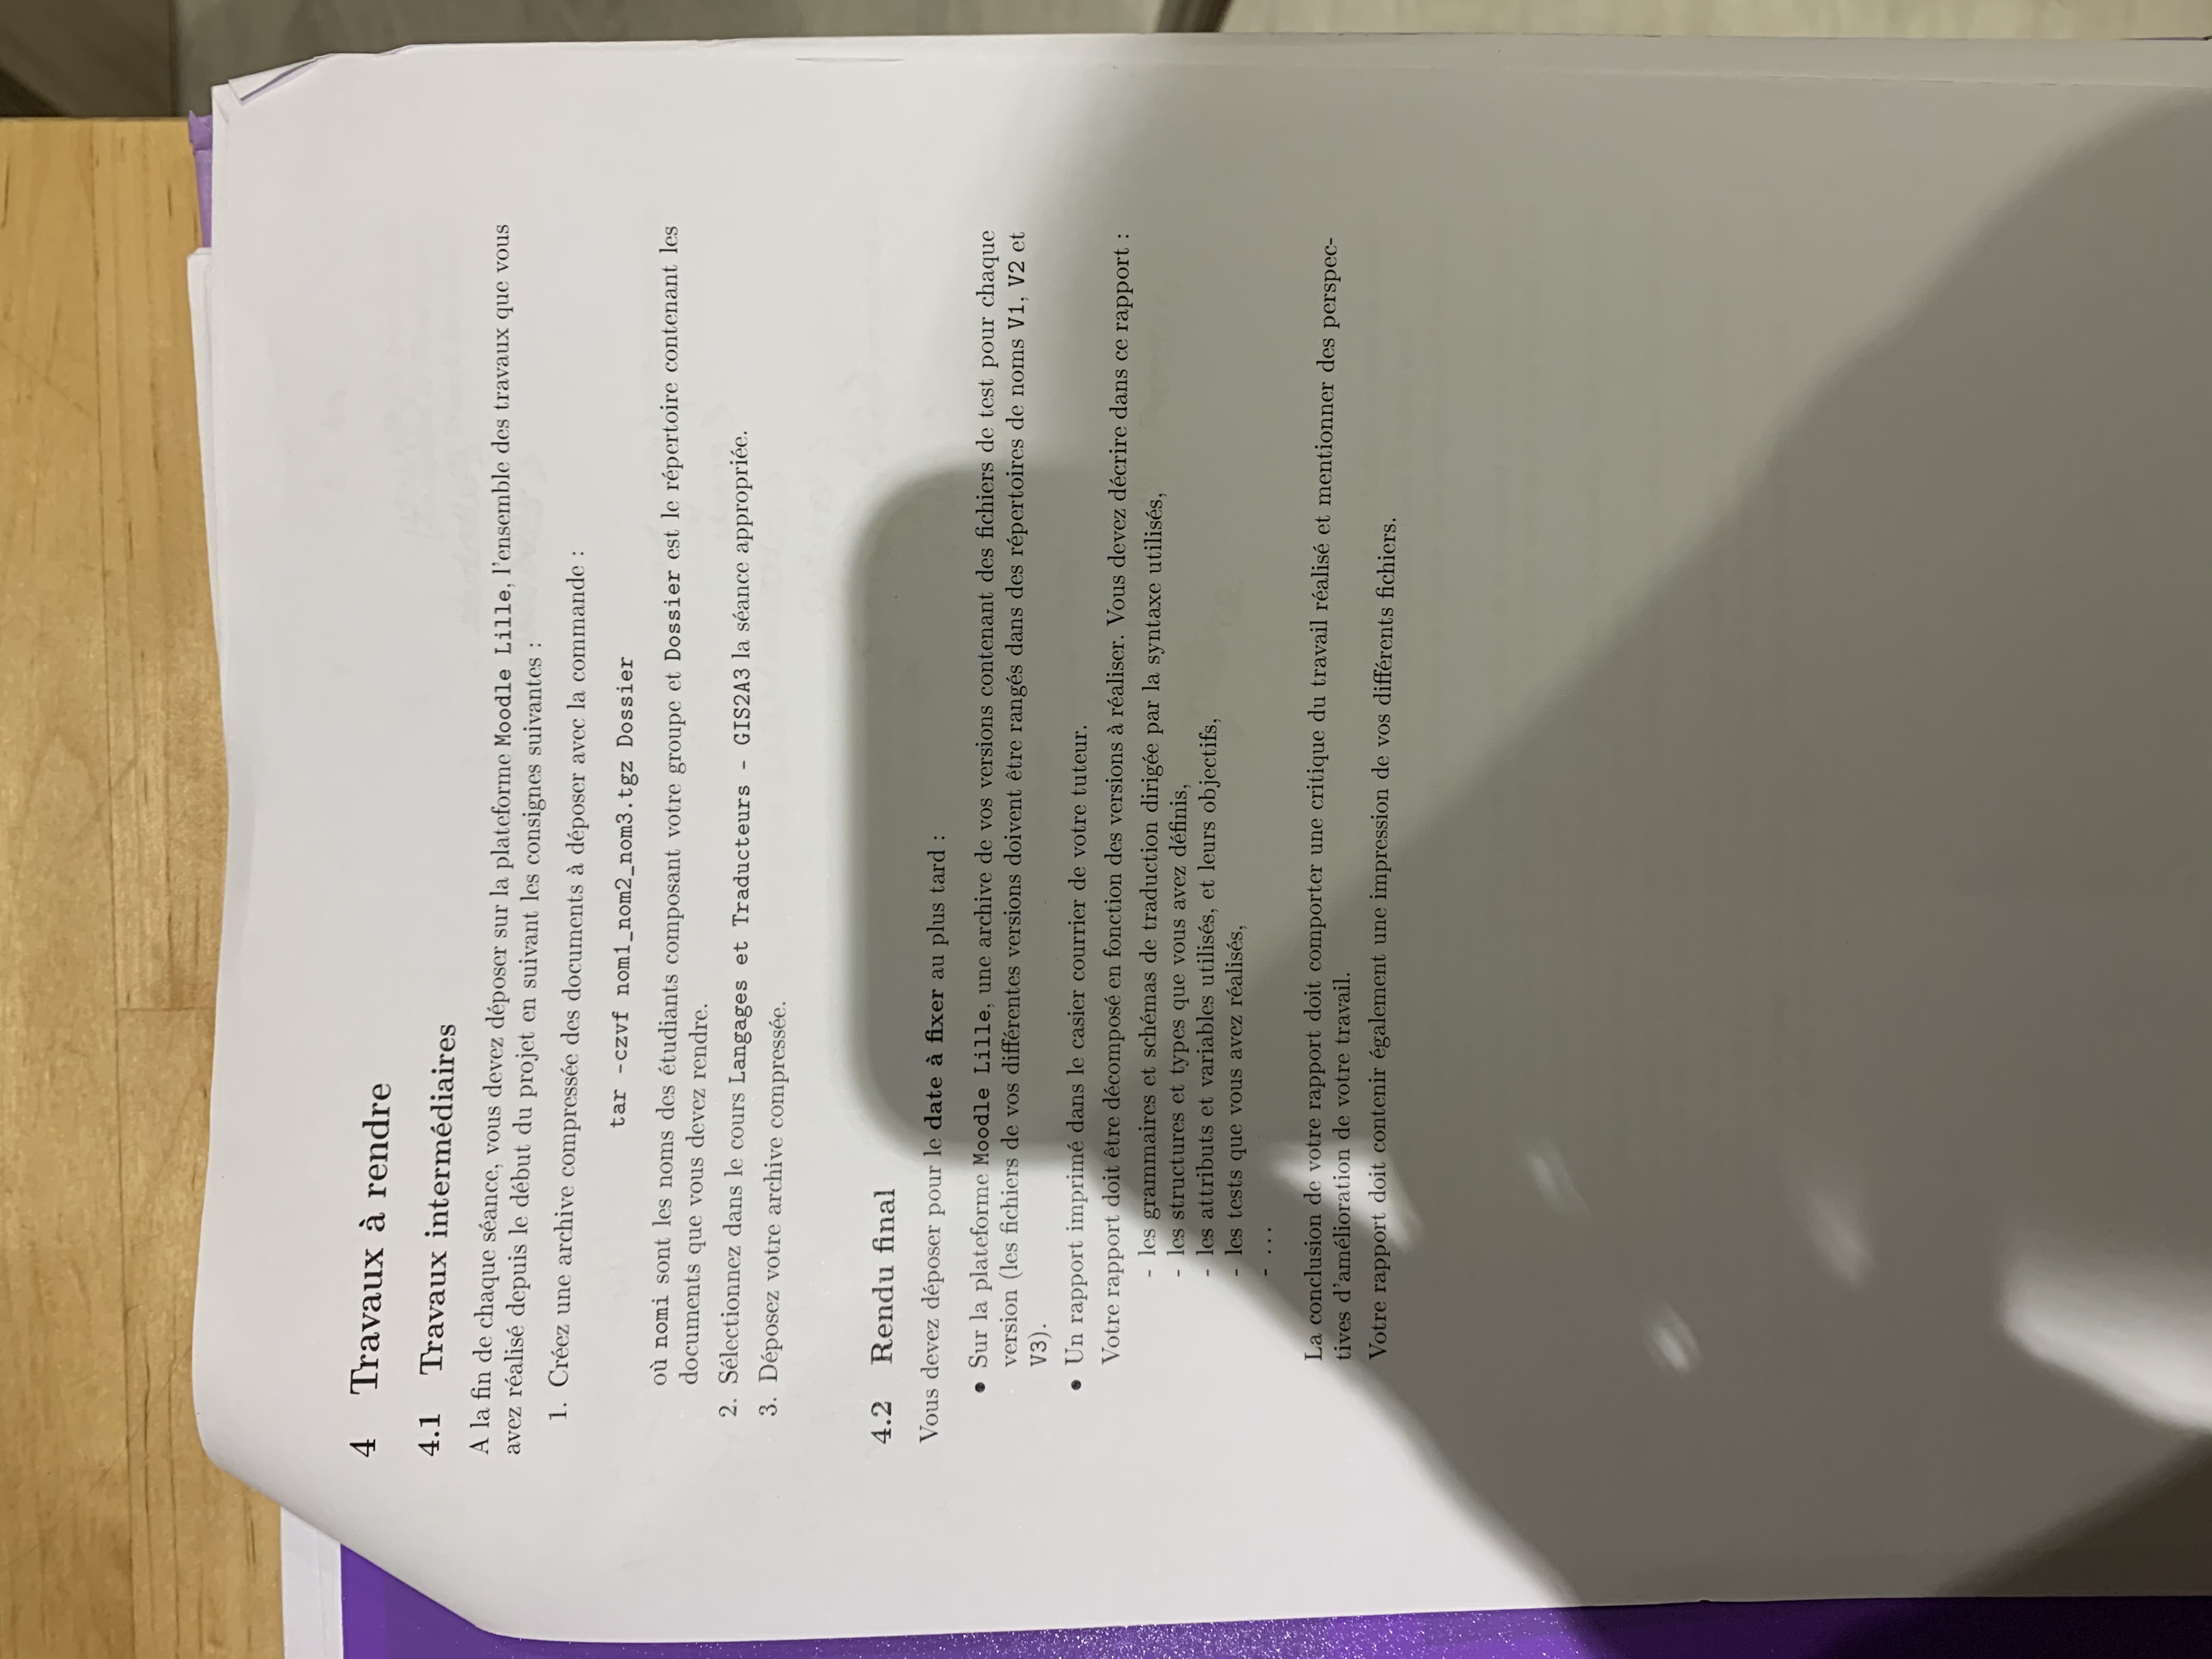 4 Travaux à rendre
4.1 Travaux intermédiaires
A la fin de chaque séance, vous devez déposer sur la plateforme Moodle Lille, l'ensemble des travaux que vous
avez réalisé depuis le début du projet en suivant les consignes suivantes :
1. Créez une archive compressée des documents à déposer avec la commande :
tar -czvf nom1_nom2_nom3.tgz Dossier
où nomi sont les noms des étudiants composant votre groupe et Dossier est le répertoire contenant les
documents que vous devez rendre.
2. Sélectionnez dans le cours Langages et Traducteurs - GIS2A3 la séance appropriée.
3. Déposez votre archive compressée.
4.2 Rendu final
Vous devez déposer pour le date à fixer au plus tard :
• Sur la plateforme Moodle Lille, une archive de vos versions contenant des fichiers de test pour chaque
version (les fichiers de vos différentes versions doivent être rangés dans des répertoires de noms V1, V2 et
V3).
• Un rapport imprimé dans le casier courrier de votre tuteur.
Votre rapport doit être décomposé en fonction des versions à réaliser. Vous devez décrire dans ce rapport :
- les grammaires et schémas de traduction dirigée par la syntaxe utilisés,
- les structures et types que vous avez définis,
- les attributs et variables utilisés, et leurs objectifs,
- les tests que vous avez réalisés,
- ...
La conclusion de votre rapport doit comporter une critique du travail réalisé et mentionner des perspec-
tives d'amélioration de votre travail.
Votre rapport doit contenir également une impression de vos différents fichiers.